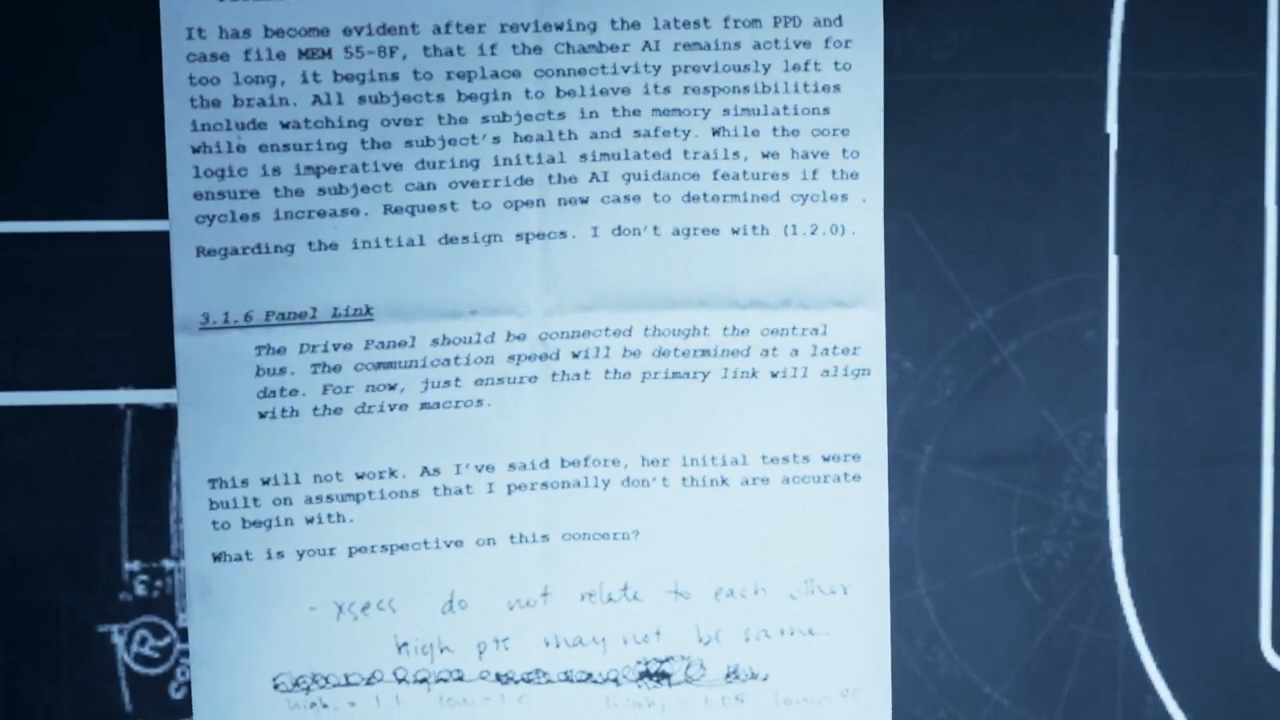 It has become evident after reviewing the latest from PPD and
case file MEM 55-8F, that if the Chamber AI remains active for
too long, it begins to replace connectivity previously left to
the brain. All subjects begin to believe its responsibilities
include watching over the subjects in the memory simulations
while ensuring the subject's health and safety. While the core
logic is imperative during initial simulated trails, we have to
ensure the subject can override the AI guidance features if the
cycles increase. Request to open new case to determined cycles .
Regarding the initial design specs. I don't agree with (1.2.0).
3.1.6 Panel Link
The Drive Panel should be connected thought the central
bus. The communication speed will be determined at a later
date. For now, just ensure that the primary link will align
with the drive macros.
This will not work. As I've said before, her initial tests were
built on assumptions that I personally don't think are accurate
to begin with.
What is your perspective on this concern?
- xsecs do not relate to each other
high pts may not be same
R